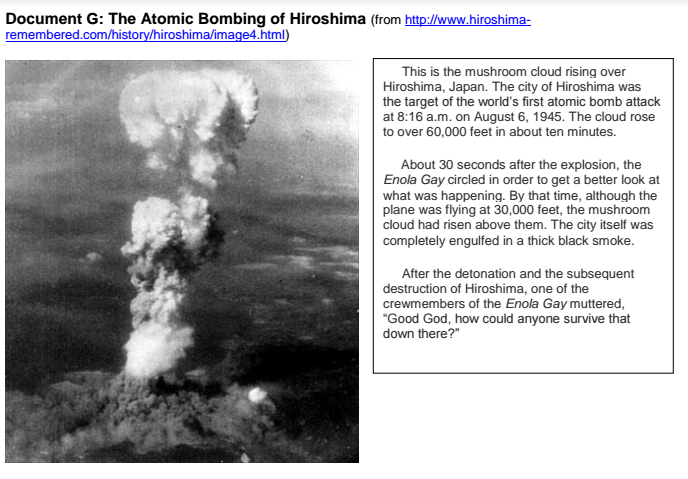 Document G: The Atomic Bombing of Hiroshima (from http://www.hiroshima-
remembered.com/history/hiroshima/image4.html)
This is the mushroom cloud rising over
Hiroshima, Japan. The city of Hiroshima was
the target of the world's first atomic bomb attack
at 8:16 a.m. on August 6, 1945. The cloud rose
to over 60,000 feet in about ten minutes.
About 30 seconds after the explosion, the
Enola Gay circled in order to get a better look at
what was happening. By that time, although the
plane was flying at 30,000 feet, the mushroom
cloud had risen above them. The city itself was
completely engulfed in a thick black smoke.
After the detonation and the subsequent
destruction of Hiroshima, one of the
crewmembers of the Enola Gay muttered,
“Good God, how could anyone survive that
down there?”